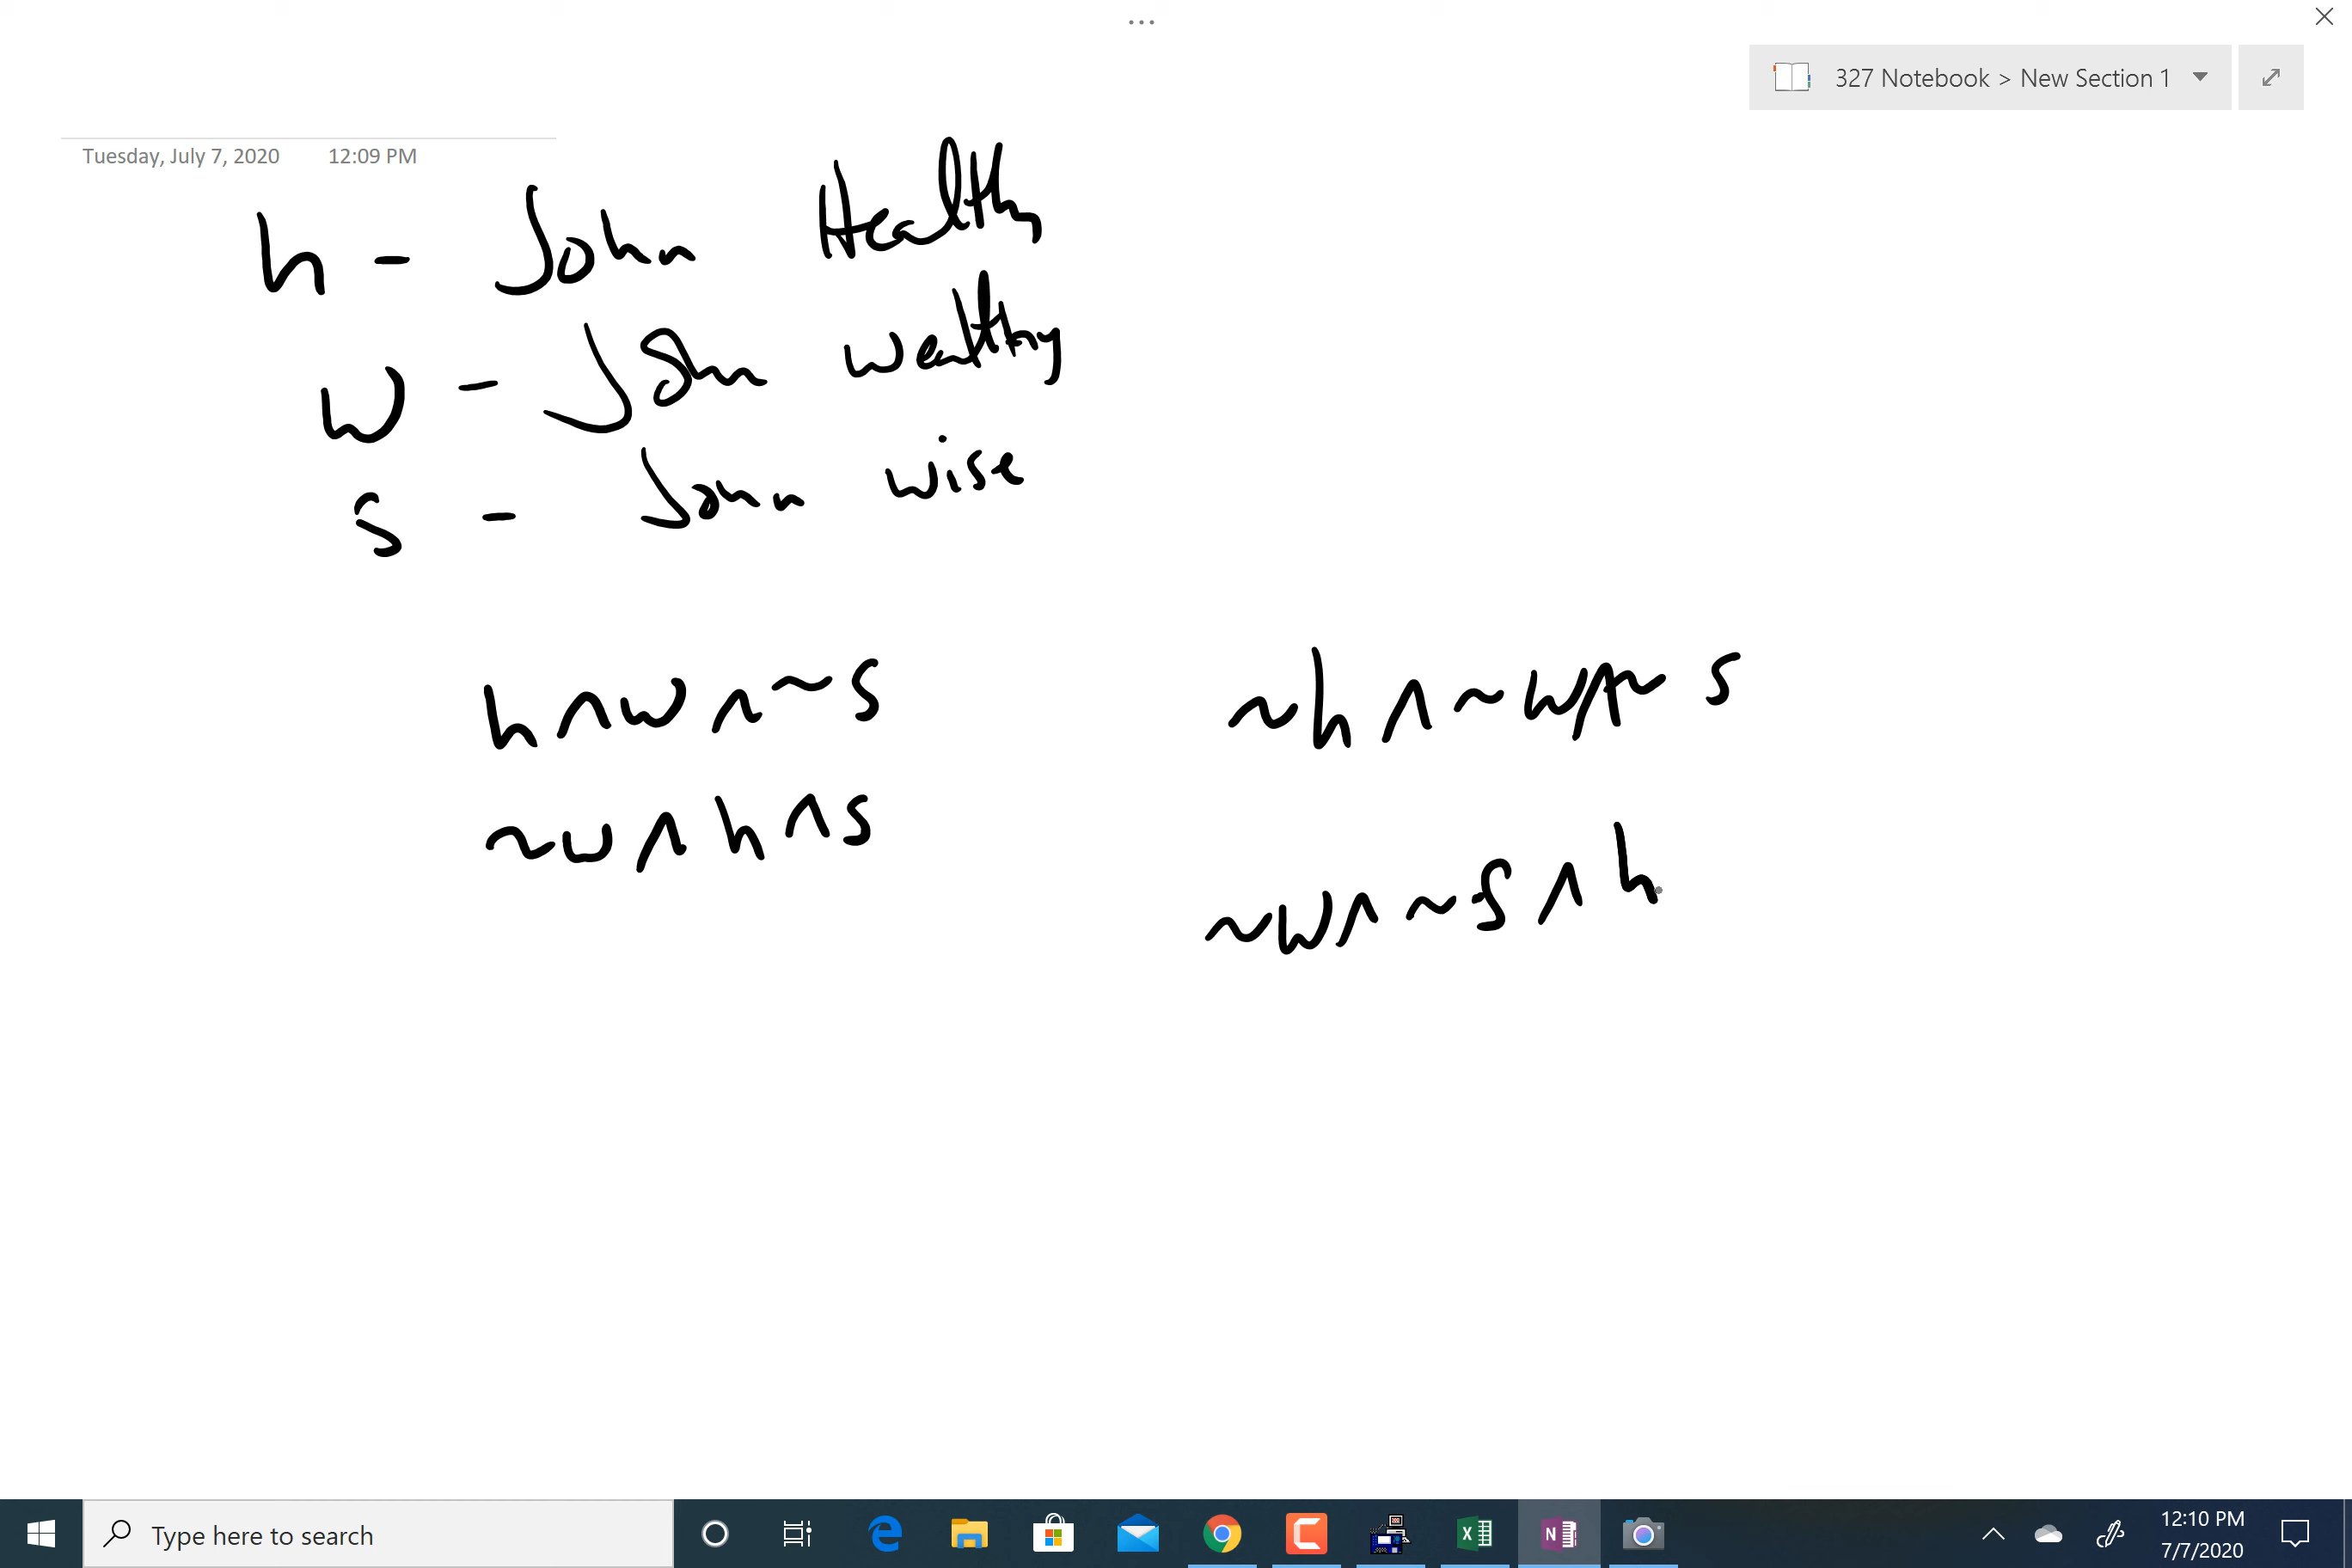 ...
327 Notebook > New Section 1
Tuesday, July 7, 2020 12:09 PM
h - John Healthy
w - John wealthy
s - John wise
h ∧ w ∧ ~ s
~ h ∧ ~ w ∧ ~ s
~ w ∧ h ∧ s
~ w ∧ ~ s ∧ h
Type here to search
12:10 PM
7/7/2020